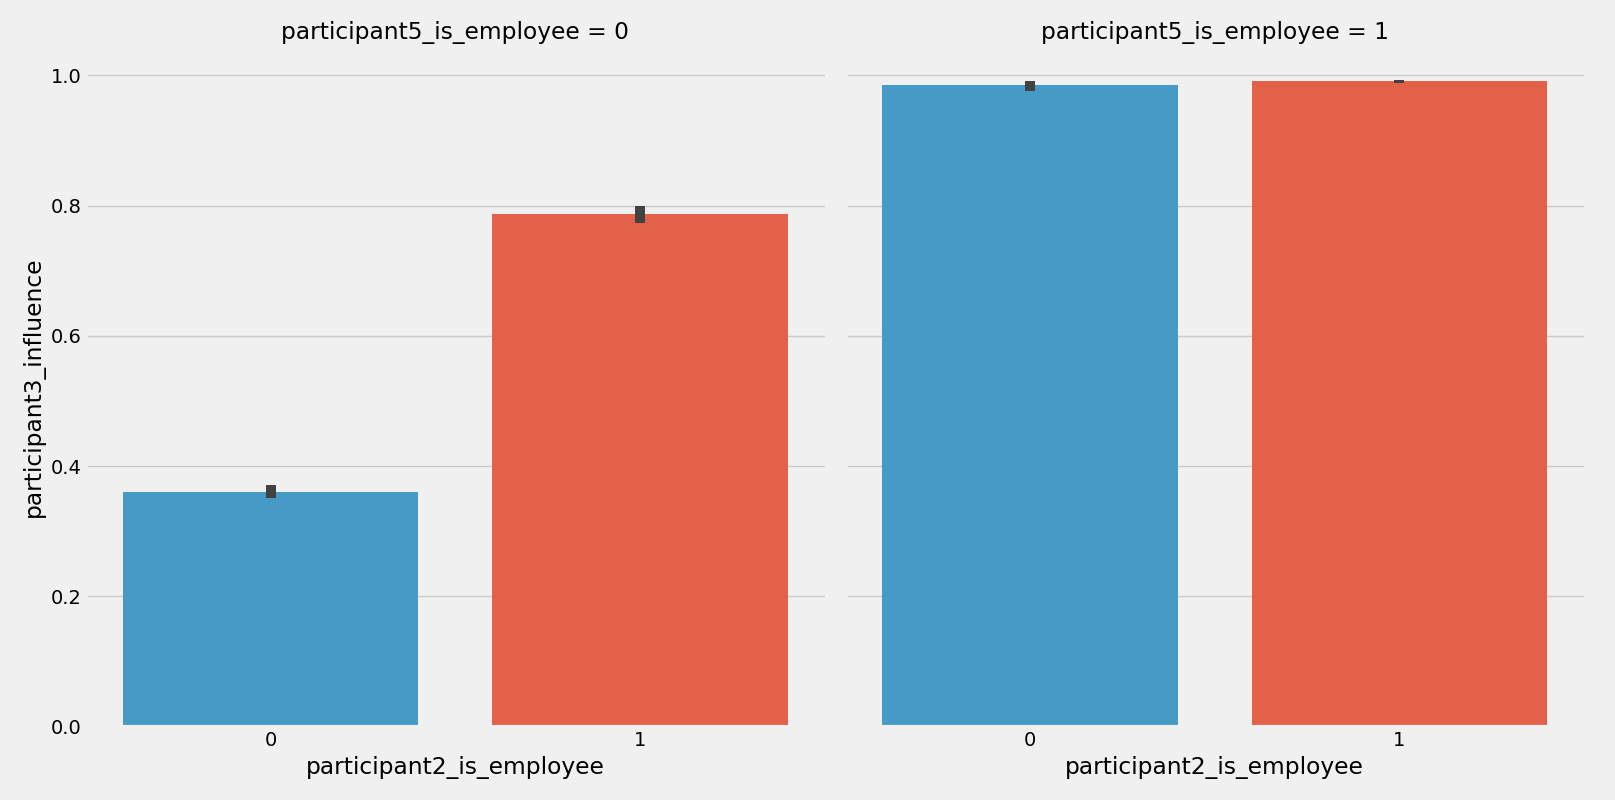 participant5_is_employee = 0
participant5_is_employee = 1
participant3_influence
1.0
0.8
0.6
0.4
0.2
0.0
0
1
0
1
participant2_is_employee
participant2_is_employee